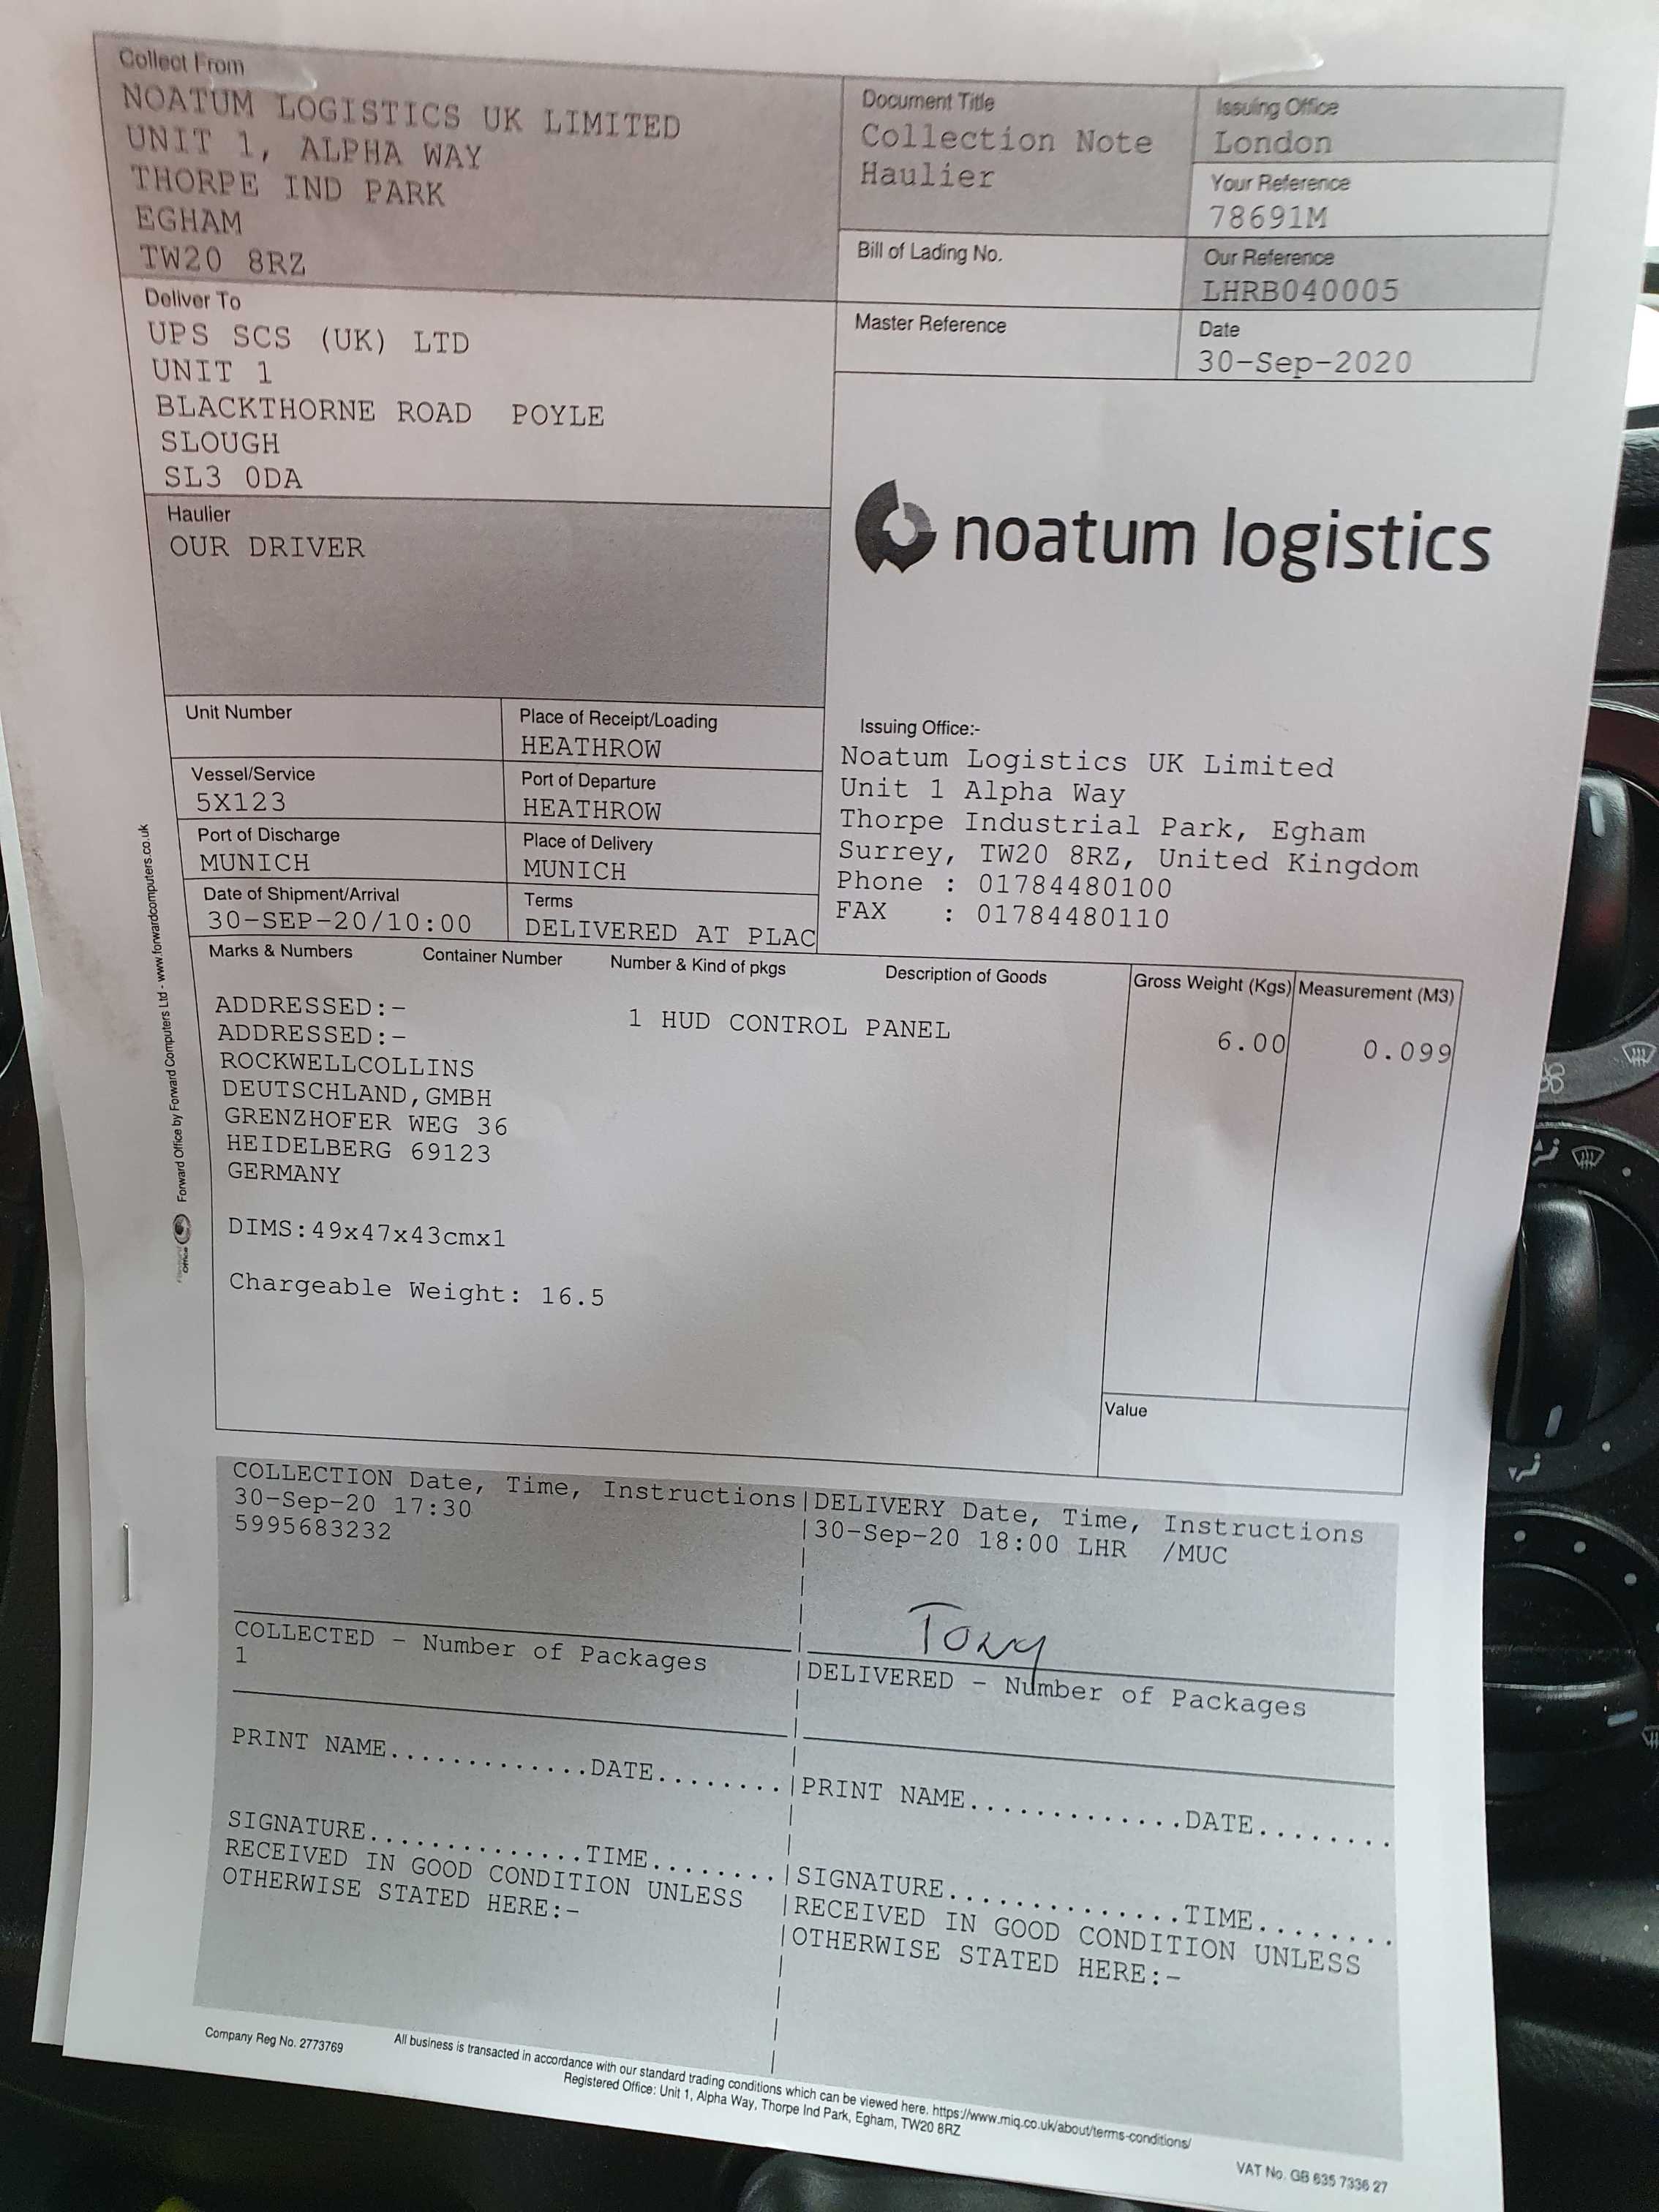 Collect From
NOATUM LOGISTICS UK LIMITED
UNIT 1, ALPHA WAY
THORPE IND PARK
EGHAM
TW20 8RZ
Document Title
Collection Note
Haulier
Issuing Office
London
Your Reference
78691M
Bill of Lading No.
Our Reference
LHRB040005
Master Reference
Date
30-Sep-2020
Deliver To
UPS SCS (UK) LTD
UNIT 1
BLACKTHORNE ROAD POYLE
SLOUGH
SL3 0DA
Haulier
OUR DRIVER
noatum logistics
Unit Number
Place of Receipt/Loading
HEATHROW
Vessel/Service
5X123
Port of Departure
HEATHROW
Port of Discharge
MUNICH
Place of Delivery
MUNICH
Date of Shipment/Arrival
30-SEP-20/10:00
Terms
DELIVERED AT PLAC
Issuing Office:-
Noatum Logistics UK Limited
Unit 1 Alpha Way
Thorpe Industrial Park, Egham
Surrey, TW20 8RZ, United Kingdom
Phone : 01784480100
FAX : 01784480110
Marks & Numbers Container Number Number & Kind of pkgs Description of Goods Gross Weight (Kgs) Measurement (M3)
ADDRESSED:-
ADDRESSED:-
ROCKWELLCOLLINS
DEUTSCHLAND,GMBH
GRENZHOFER WEG 36
HEIDELBERG 69123
GERMANY
1 HUD CONTROL PANEL
6.00
0.099
DIMS:49x47x43cmx1
Chargeable Weight: 16.5
Value
Forward Office by Forward Computers Ltd - www.forwardcomputers.co.uk
COLLECTION Date, Time, Instructions
30-Sep-20 17:30
5995683232
DELIVERY Date, Time, Instructions
30-Sep-20 18:00 LHR /MUC
Tony
COLLECTED - Number of Packages
1
DELIVERED - Number of Packages
PRINT NAME.............DATE........
PRINT NAME..............DATE........
SIGNATURE..............TIME........
RECEIVED IN GOOD CONDITION UNLESS
OTHERWISE STATED HERE:-
SIGNATURE...............TIME........
RECEIVED IN GOOD CONDITION UNLESS
OTHERWISE STATED HERE:-
Company Reg No. 2773769
All business is transacted in accordance with our standard trading conditions which can be viewed here. https://www.miq.co.uk/about/terms-conditions/
Registered Office: Unit 1, Alpha Way, Thorpe Ind Park, Egham, TW20 8RZ
VAT No. GB 635 7336 27